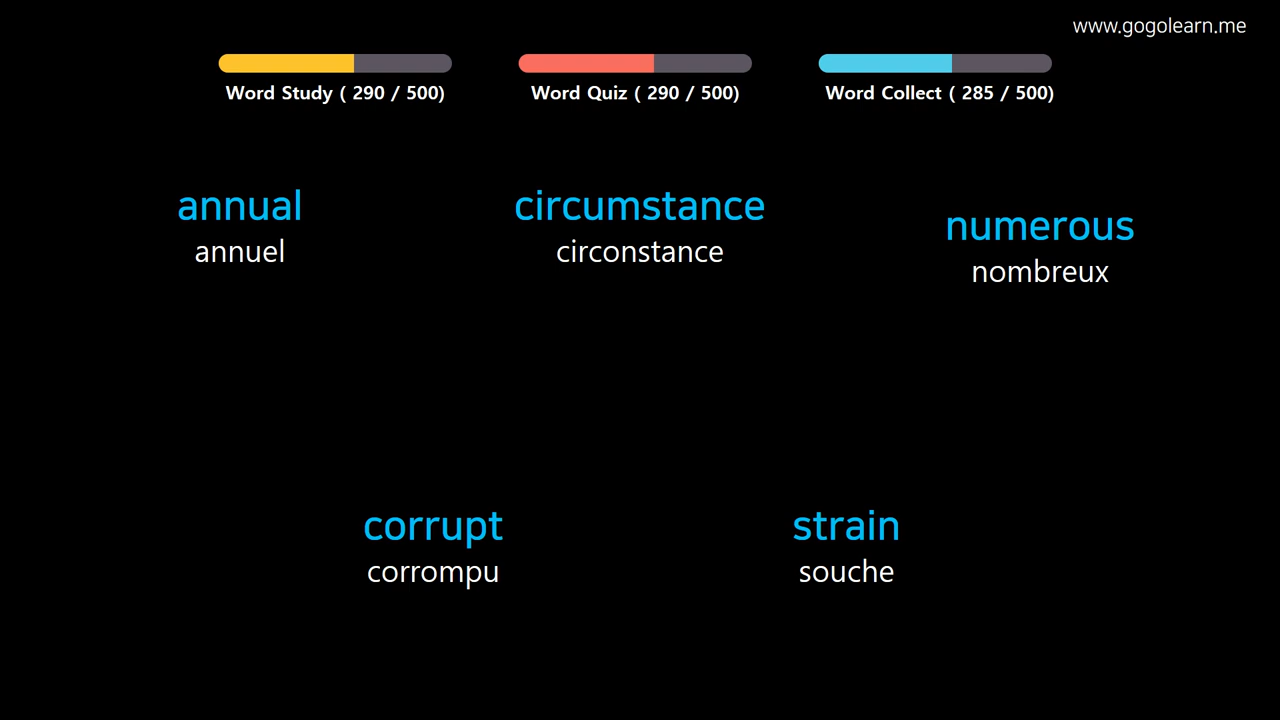 www.gogolearn.me
Word Study ( 290 / 500)
Word Quiz ( 290 / 500)
Word Collect ( 285 / 500)
annual
annuel
circumstance
circonstance
numerous
nombreux
corrupt
corrompu
strain
souche